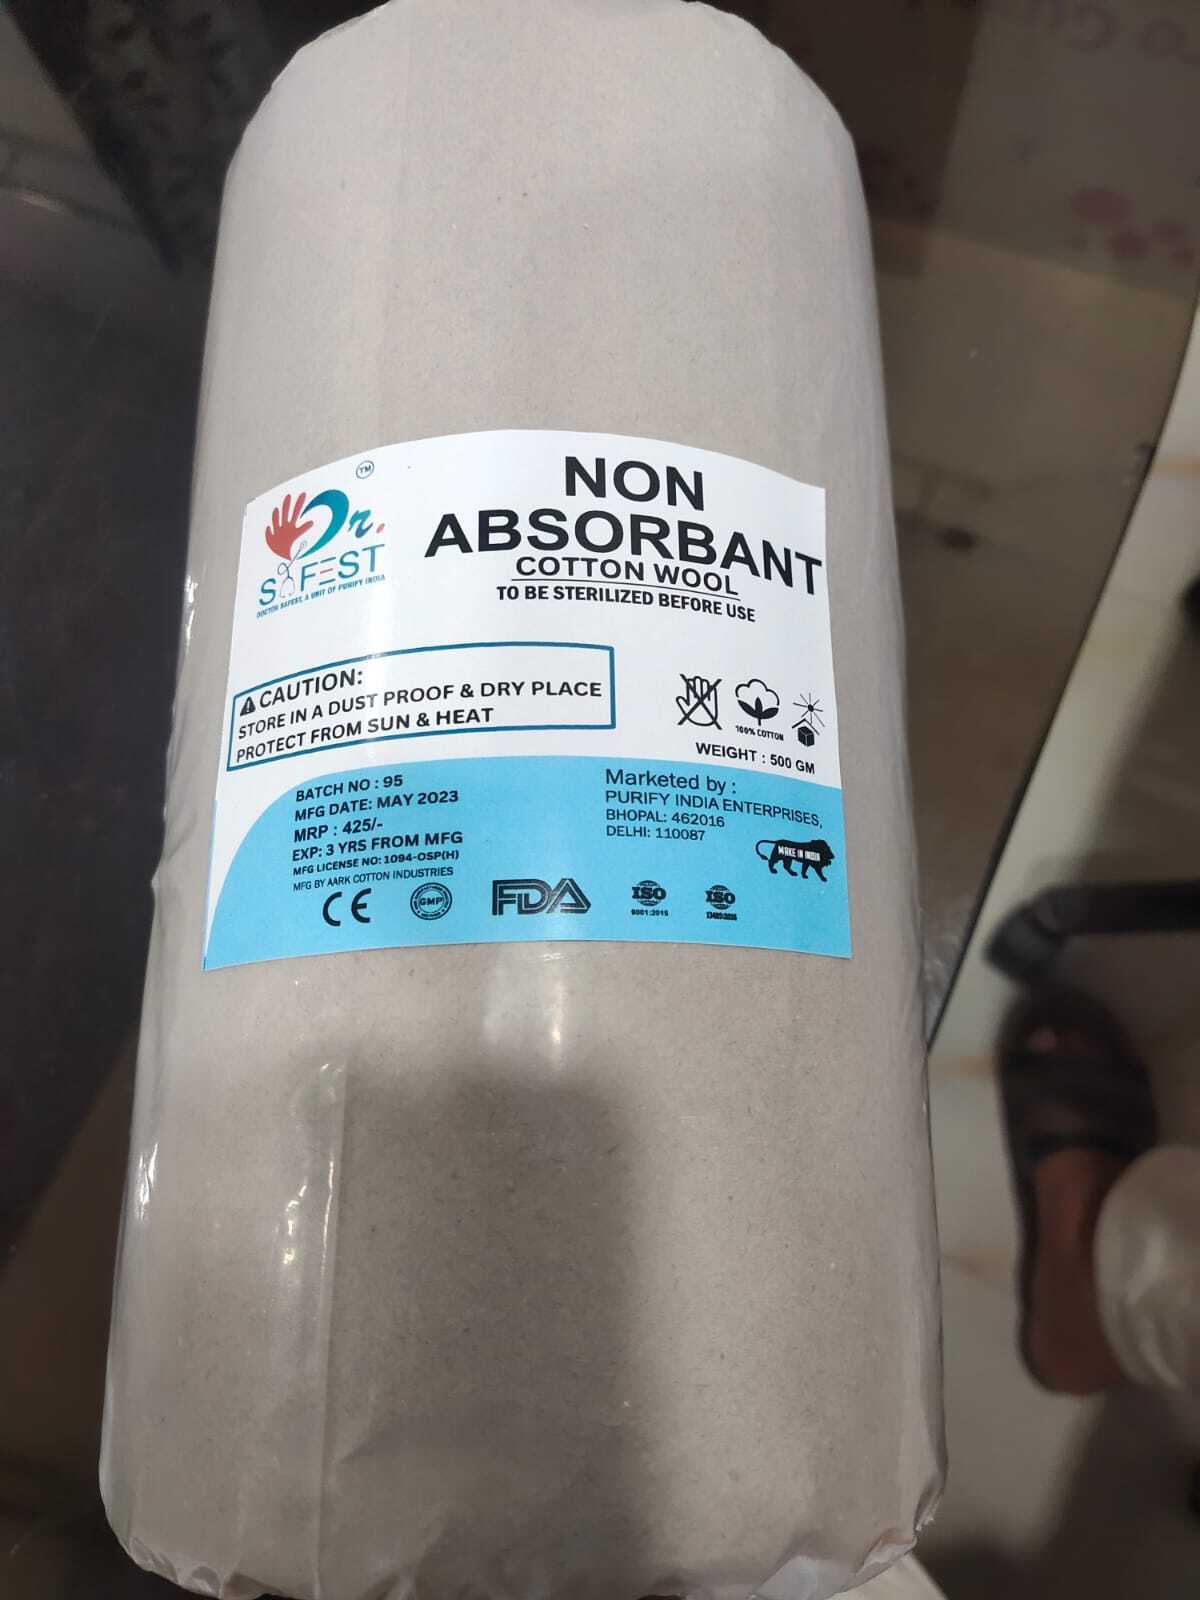 TM
Dr.
SAFEST
DOCTOR SAFEST, A UNIT OF PURIFY INDIA
NON
ABSORBANT
COTTON WOOL
TO BE STERILIZED BEFORE USE
CAUTION:
STORE IN A DUST PROOF & DRY PLACE
PROTECT FROM SUN & HEAT
100% COTTON
WEIGHT : 500 GM
BATCH NO : 95
MFG DATE: MAY 2023
MRP : 425/-
EXP: 3 YRS FROM MFG
MFG LICENSE NO: 1094-OSP(H)
MFG BY AARK COTTON INDUSTRIES
Marketed by :
PURIFY INDIA ENTERPRISES,
BHOPAL: 462016
DELHI: 110087
MAKE IN INDIA
CE
GMP
FDA
ISO
9001:2015
ISO